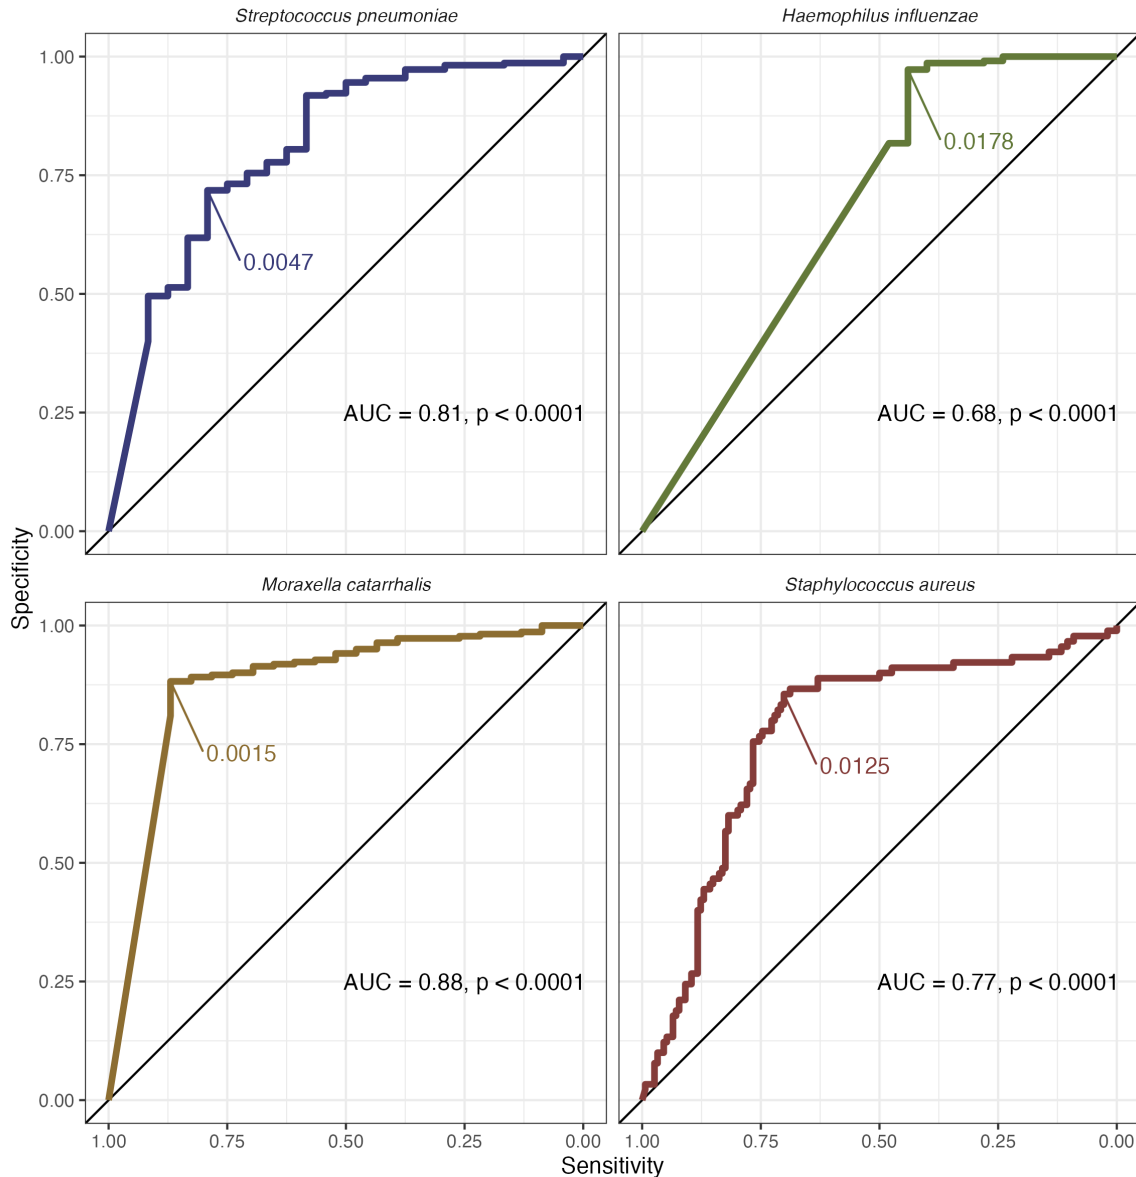 Streptococcus pneumoniae
Haemophilus influenzae
1.00
0.75
0.50
0.25
0.00
0.0047
AUC = 0.81, p < 0.0001
0.0178
AUC = 0.68, p < 0.0001
Specificity
Moraxella catarrhalis
Staphylococcus aureus
1.00
0.75
0.50
0.25
0.00
0.0015
AUC = 0.88, p < 0.0001
0.0125
AUC = 0.77, p < 0.0001
1.00 0.75 0.50 0.25 0.00
1.00 0.75 0.50 0.25 0.00
Sensitivity